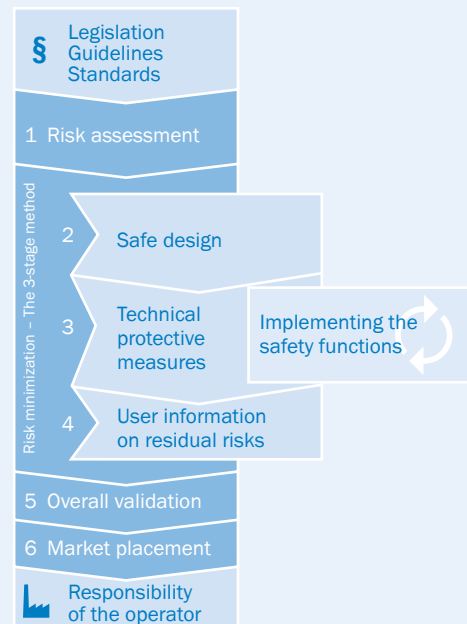 §
Legislation
Guidelines
Standards
1 Risk assessment
Risk minimization – The 3-stage method
2
Safe design
3
Technical
protective
measures
Implementing the
safety functions
4
User information
on residual risks
5 Overall validation
6 Market placement
Responsibility
of the operator